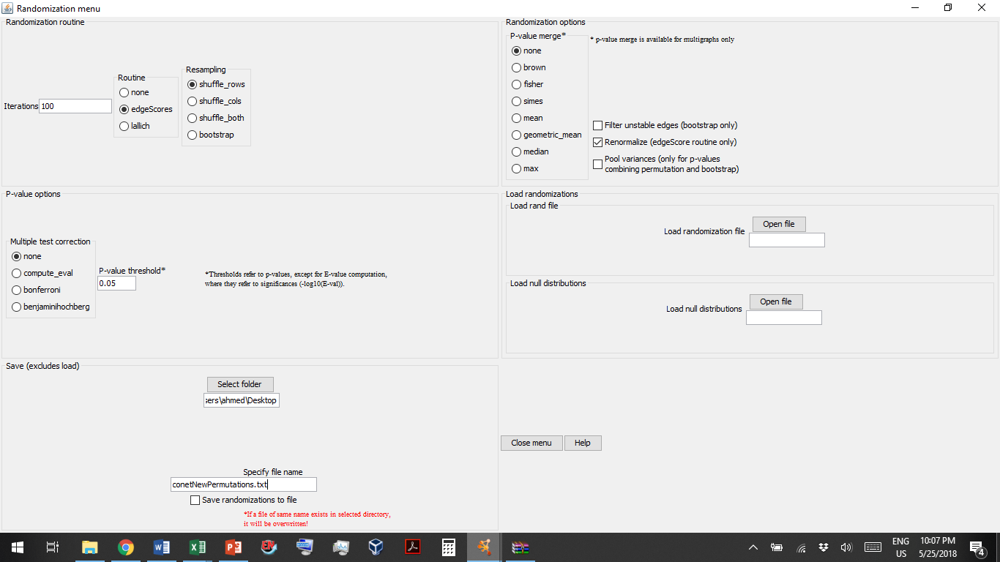 Randomization menu
Randomization routine
Iterations 100
Routine
none
edgeScores
lallich
Resampling
shuffle_rows
shuffle_cols
shuffle_both
bootstrap
Randomization options
P-value merge*
* p-value merge is available for multigraphs only
none
brown
fisher
simes
mean
geometric_mean
median
max
Filter unstable edges (bootstrap only)
Renormalize (edgeScore routine only)
Pool variances (only for p-values
combining permutation and bootstrap)
P-value options
Multiple test correction
none
compute_eval
bonferroni
benjaminihochberg
P-value threshold*
0.05
*Thresholds refer to p-values, except for E-value computation,
where they refer to significances (-log10(E-val)).
Load randomizations
Load rand file
Load randomization file
Open file
Load null distributions
Load null distributions
Open file
Save (excludes load)
Select folder
sers\ahmed\Desktop
Specify file name
conetNewPermutations.txt
Save randomizations to file
*If a file of same name exists in selected directory,
it will be overwritten!
Close menu
Help
ENG
US
10:07 PM
5/25/2018
4